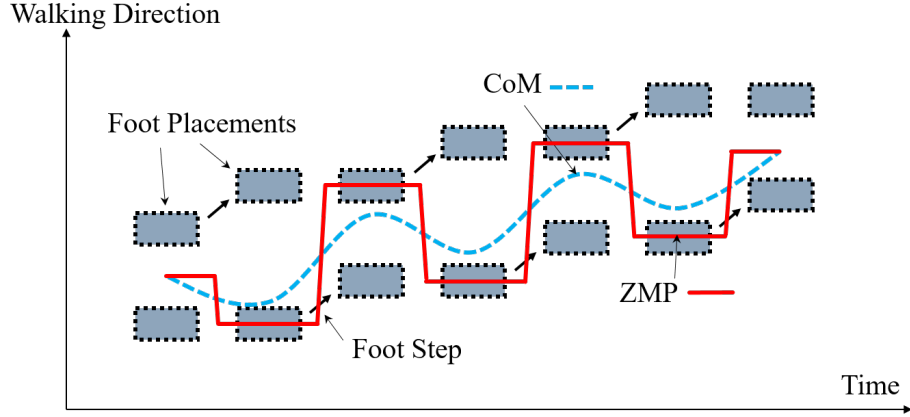 Walking Direction
CoM
Foot Placements
ZMP
Foot Step
Time